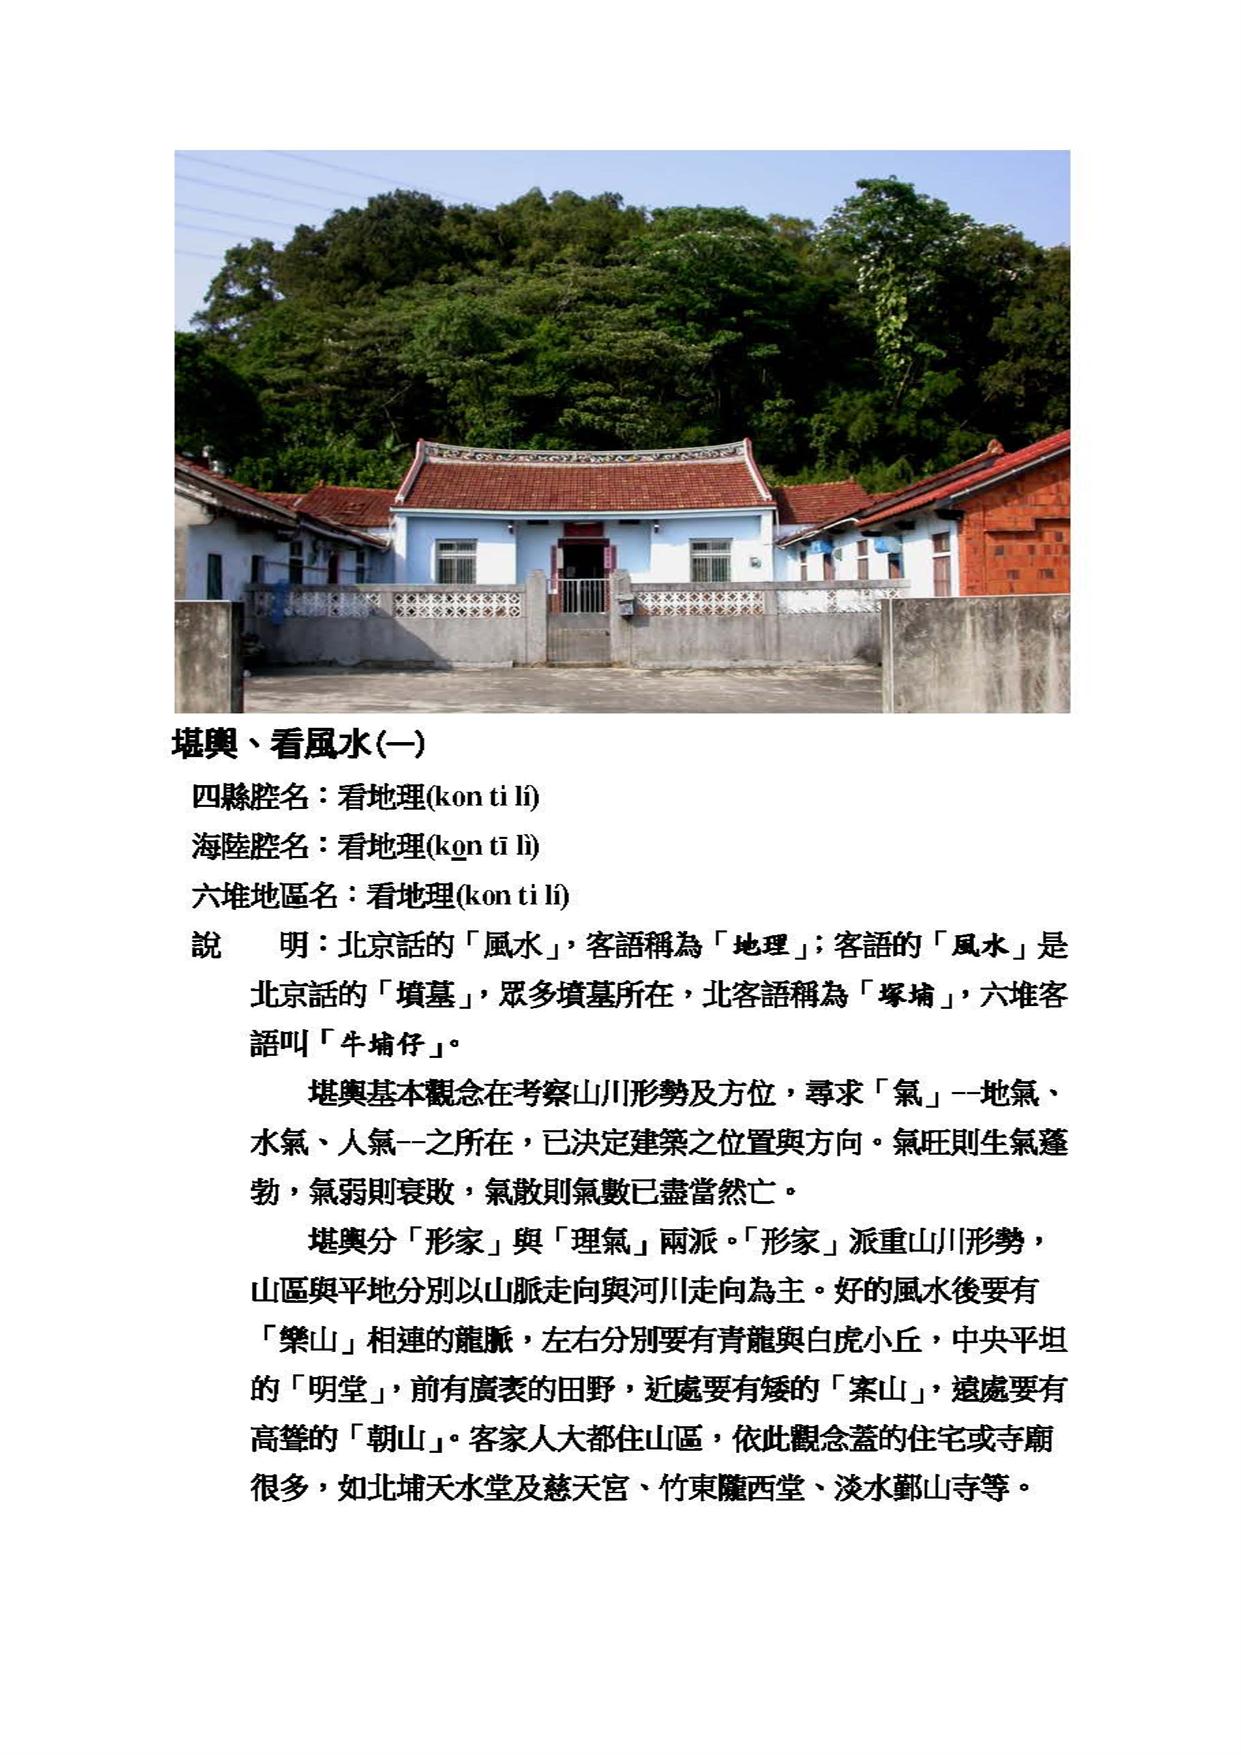 堪輿、看風水(一)
四縣腔名：看地理(kon ti lí)
海陸腔名：看地理(kon tī lì)
六堆地區名：看地理(kon ti lí)
說　　明：北京話的「風水」，客語稱為「地理」；客語的「風水」是
北京話的「墳墓」，眾多墳墓所在，北客語稱為「塚埔」，六堆客
語叫「牛埔仔」。
堪輿基本觀念在考察山川形勢及方位，尋求「氣」--地氣、
水氣、人氣--之所在，已決定建築之位置與方向。氣旺則生氣蓬
勃，氣弱則衰敗，氣散則氣數已盡當然亡。
堪輿分「形家」與「理氣」兩派。「形家」派重山川形勢，
山區與平地分別以山脈走向與河川走向為主。好的風水後要有
「樂山」相連的龍脈，左右分別要有青龍與白虎小丘，中央平坦
的「明堂」，前有廣袤的田野，近處要有矮的「案山」，遠處要有
高聳的「朝山」。客家人大都住山區，依此觀念蓋的住宅或寺廟
很多，如北埔天水堂及慈天宮、竹東隴西堂、淡水鄞山寺等。